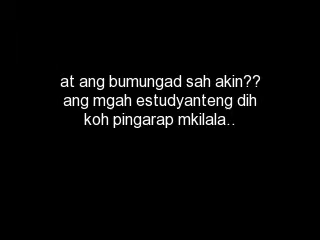 at ang bumungad sah akin??
ang mgah estudyanteng dih
koh pingarap mkilala..